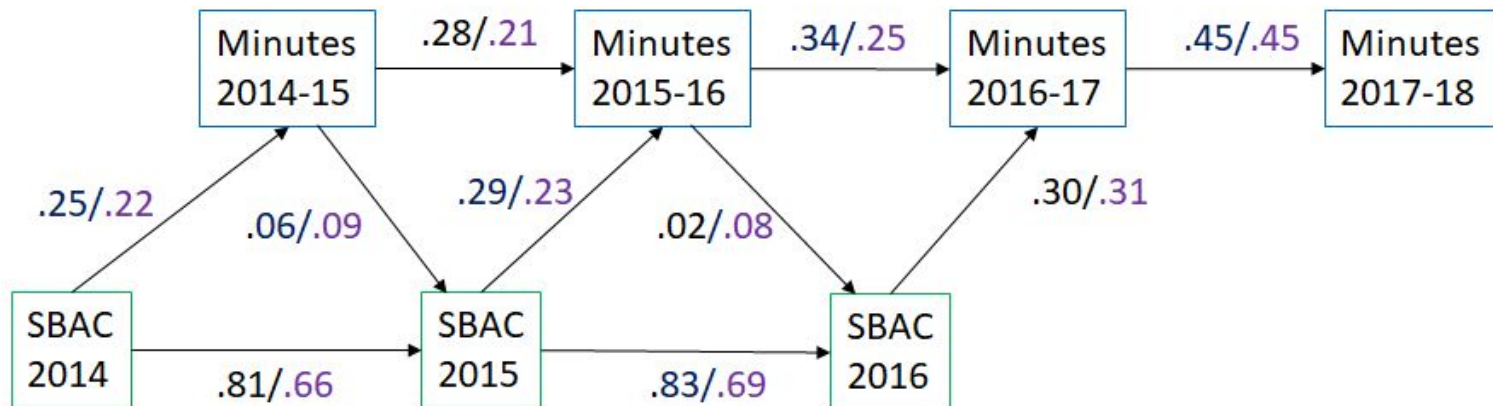 Minutes
2014-15
.28/.21
Minutes
2015-16
.34/.25
Minutes
2016-17
.45/.45
Minutes
2017-18
.25/.22
.06/.09
.29/.23
.02/.08
.30/.31
SBAC
2014
.81/.66
SBAC
2015
.83/.69
SBAC
2016